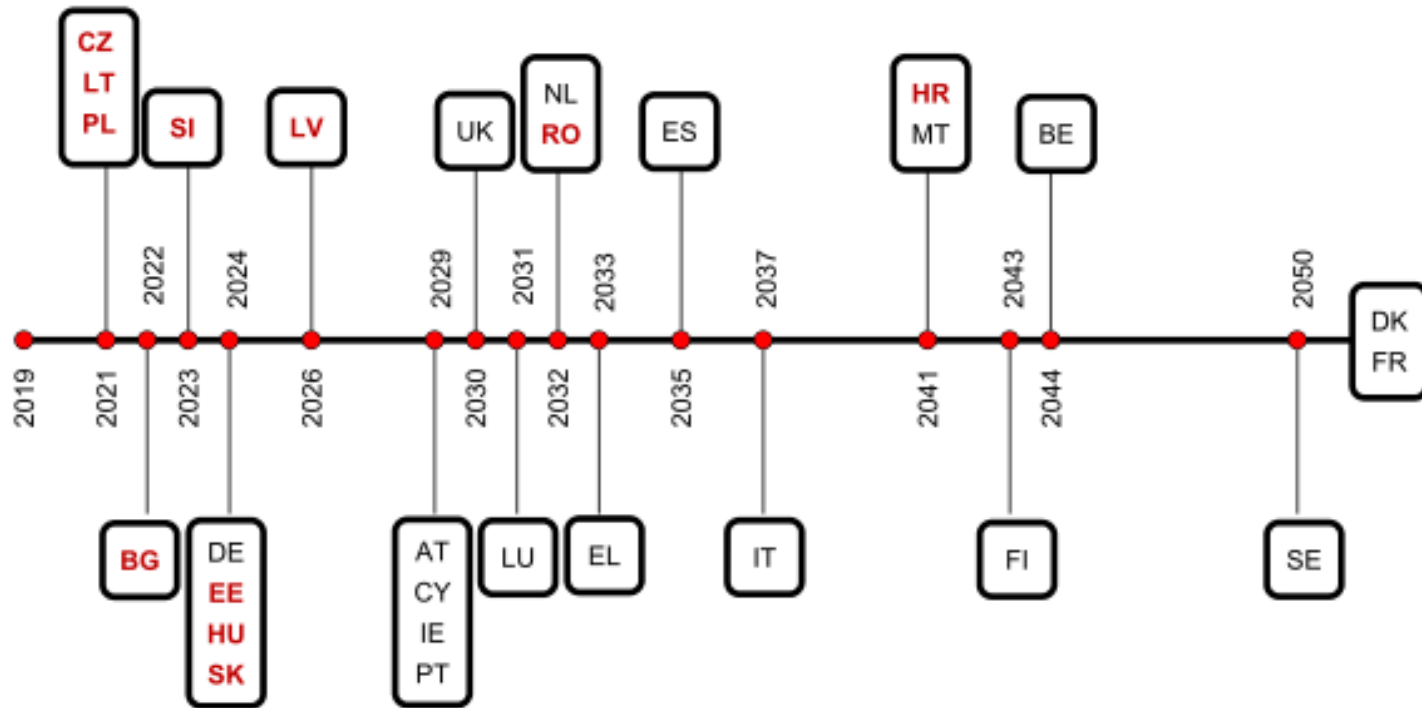 CZ
LT
PL
SI
LV
UK
NL
RO
ES
HR
MT
BE
2022
2024
2029
2031
2033
2037
2043
2050
DK
FR
2019
2021
2023
2026
2030
2032
2035
2041
2044
BG
DE
EE
HU
SK
AT
CY
IE
PT
LU
EL
IT
FI
SE